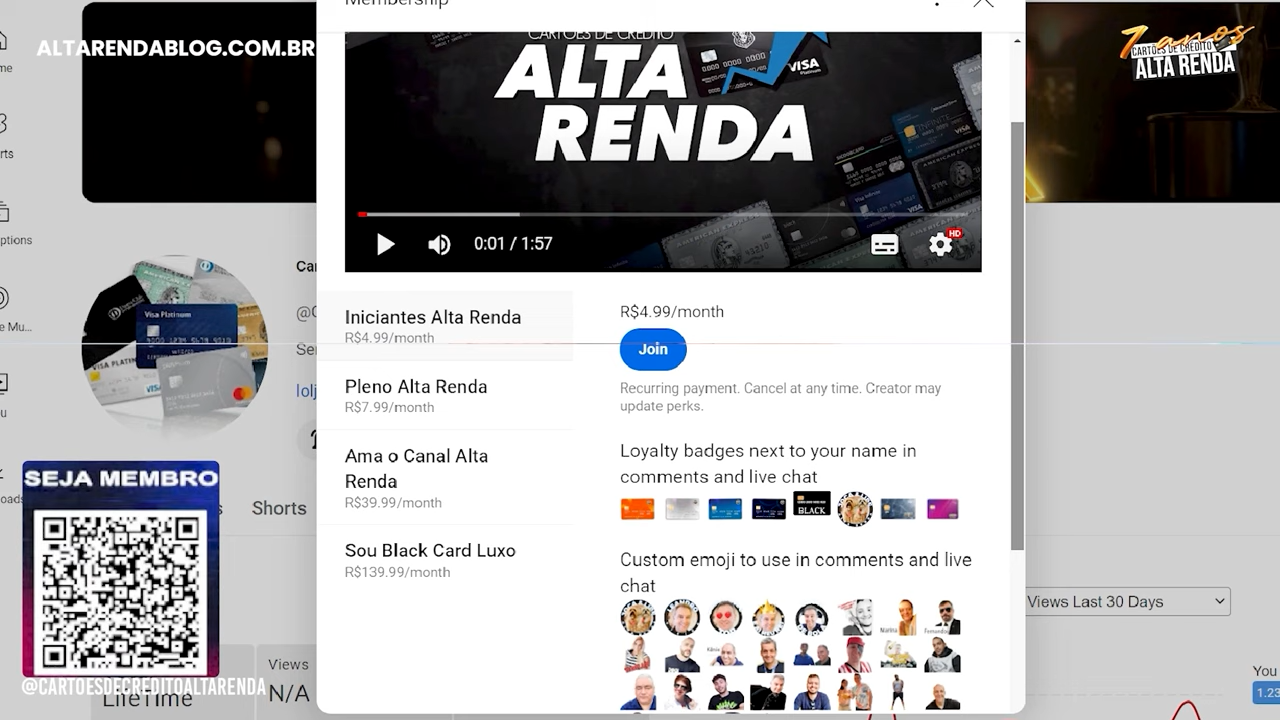 Membership
ALTARENDABLOG.COM.BR
7 anos
CARTÕES DE CRÉDITO
ALTA RENDA
CARTÕES DE CRÉDITO
ALTA
RENDA
VISA
Platinum
0:01 / 1:57
HD
Iniciantes Alta Renda
R$4.99/month
Pleno Alta Renda
R$7.99/month
Ama o Canal Alta
Renda
R$39.99/month
Sou Black Card Luxo
R$139.99/month
R$4.99/month
Join
Recurring payment. Cancel at any time. Creator may
update perks.
Loyalty badges next to your name in
comments and live chat
BLACK
Custom emoji to use in comments and live
chat
Visa Platinum
SEJA MEMBRO
Shorts
Views Last 30 Days
Views
N/A
LifeTime
@CARTOESDECREDITOALTARENDA
You